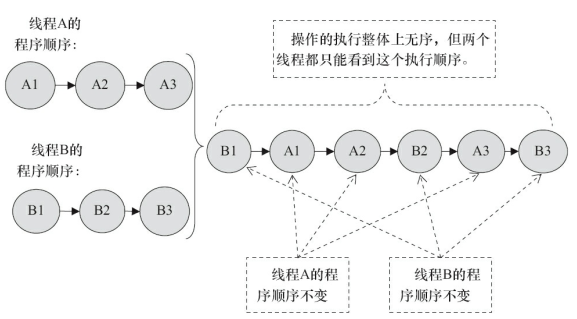 线程A的
程序顺序：
A1 A2 A3
线程B的
程序顺序：
B1 B2 B3
操作的执行整体上无序，但两个
线程都只能看到这个执行顺序。
B1 A1 A2 B2 A3 B3
线程A的程
序顺序不变
线程B的程
序顺序不变